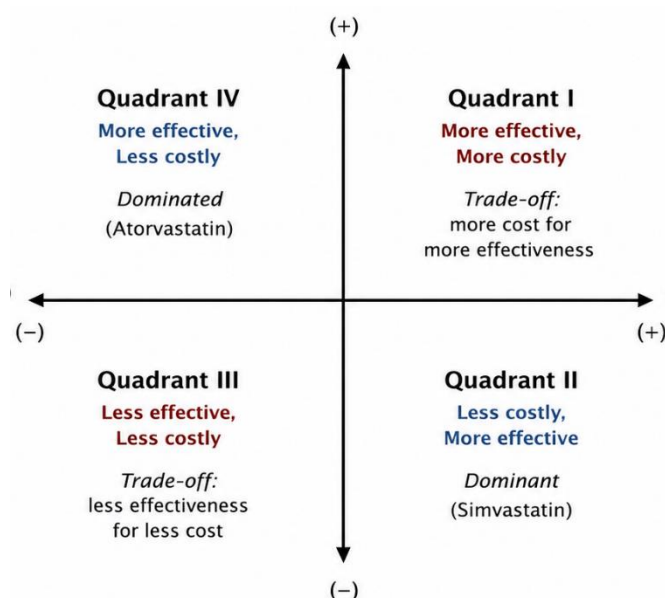 (+)
Quadrant IV
More effective,
Less costly
Dominated
(Atorvastatin)
Quadrant I
More effective,
More costly
Trade-off:
more cost for
more effectiveness
(−)
(+)
Quadrant III
Less effective,
Less costly
Trade-off:
less effectiveness
for less cost
Quadrant II
Less costly,
More effective
Dominant
(Simvastatin)
(−)